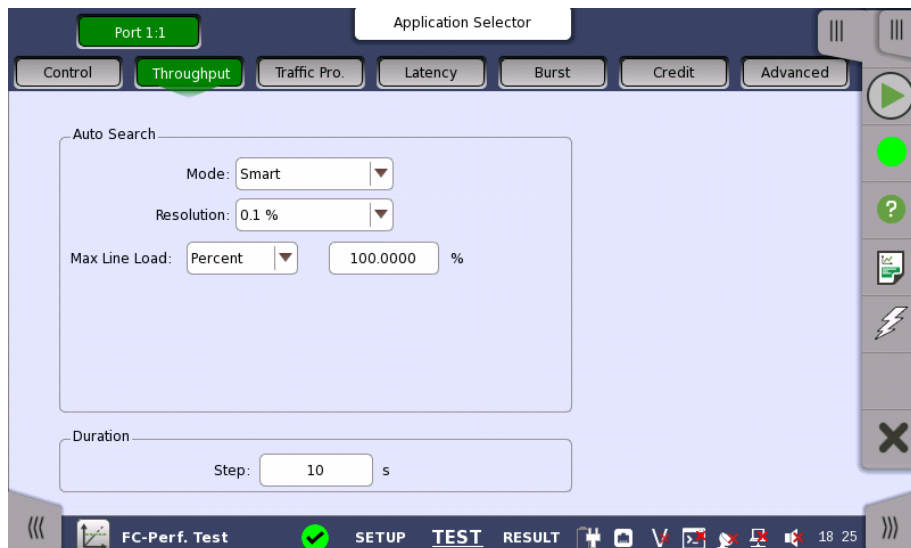 Port 1:1
Application Selector
Control Throughput Traffic Pro. Latency Burst Credit Advanced
Auto Search
Mode: Smart
Resolution: 0.1 %
Max Line Load: Percent 100.0000 %
Duration
Step: 10 s
FC-Perf. Test SETUP TEST RESULT 18 25